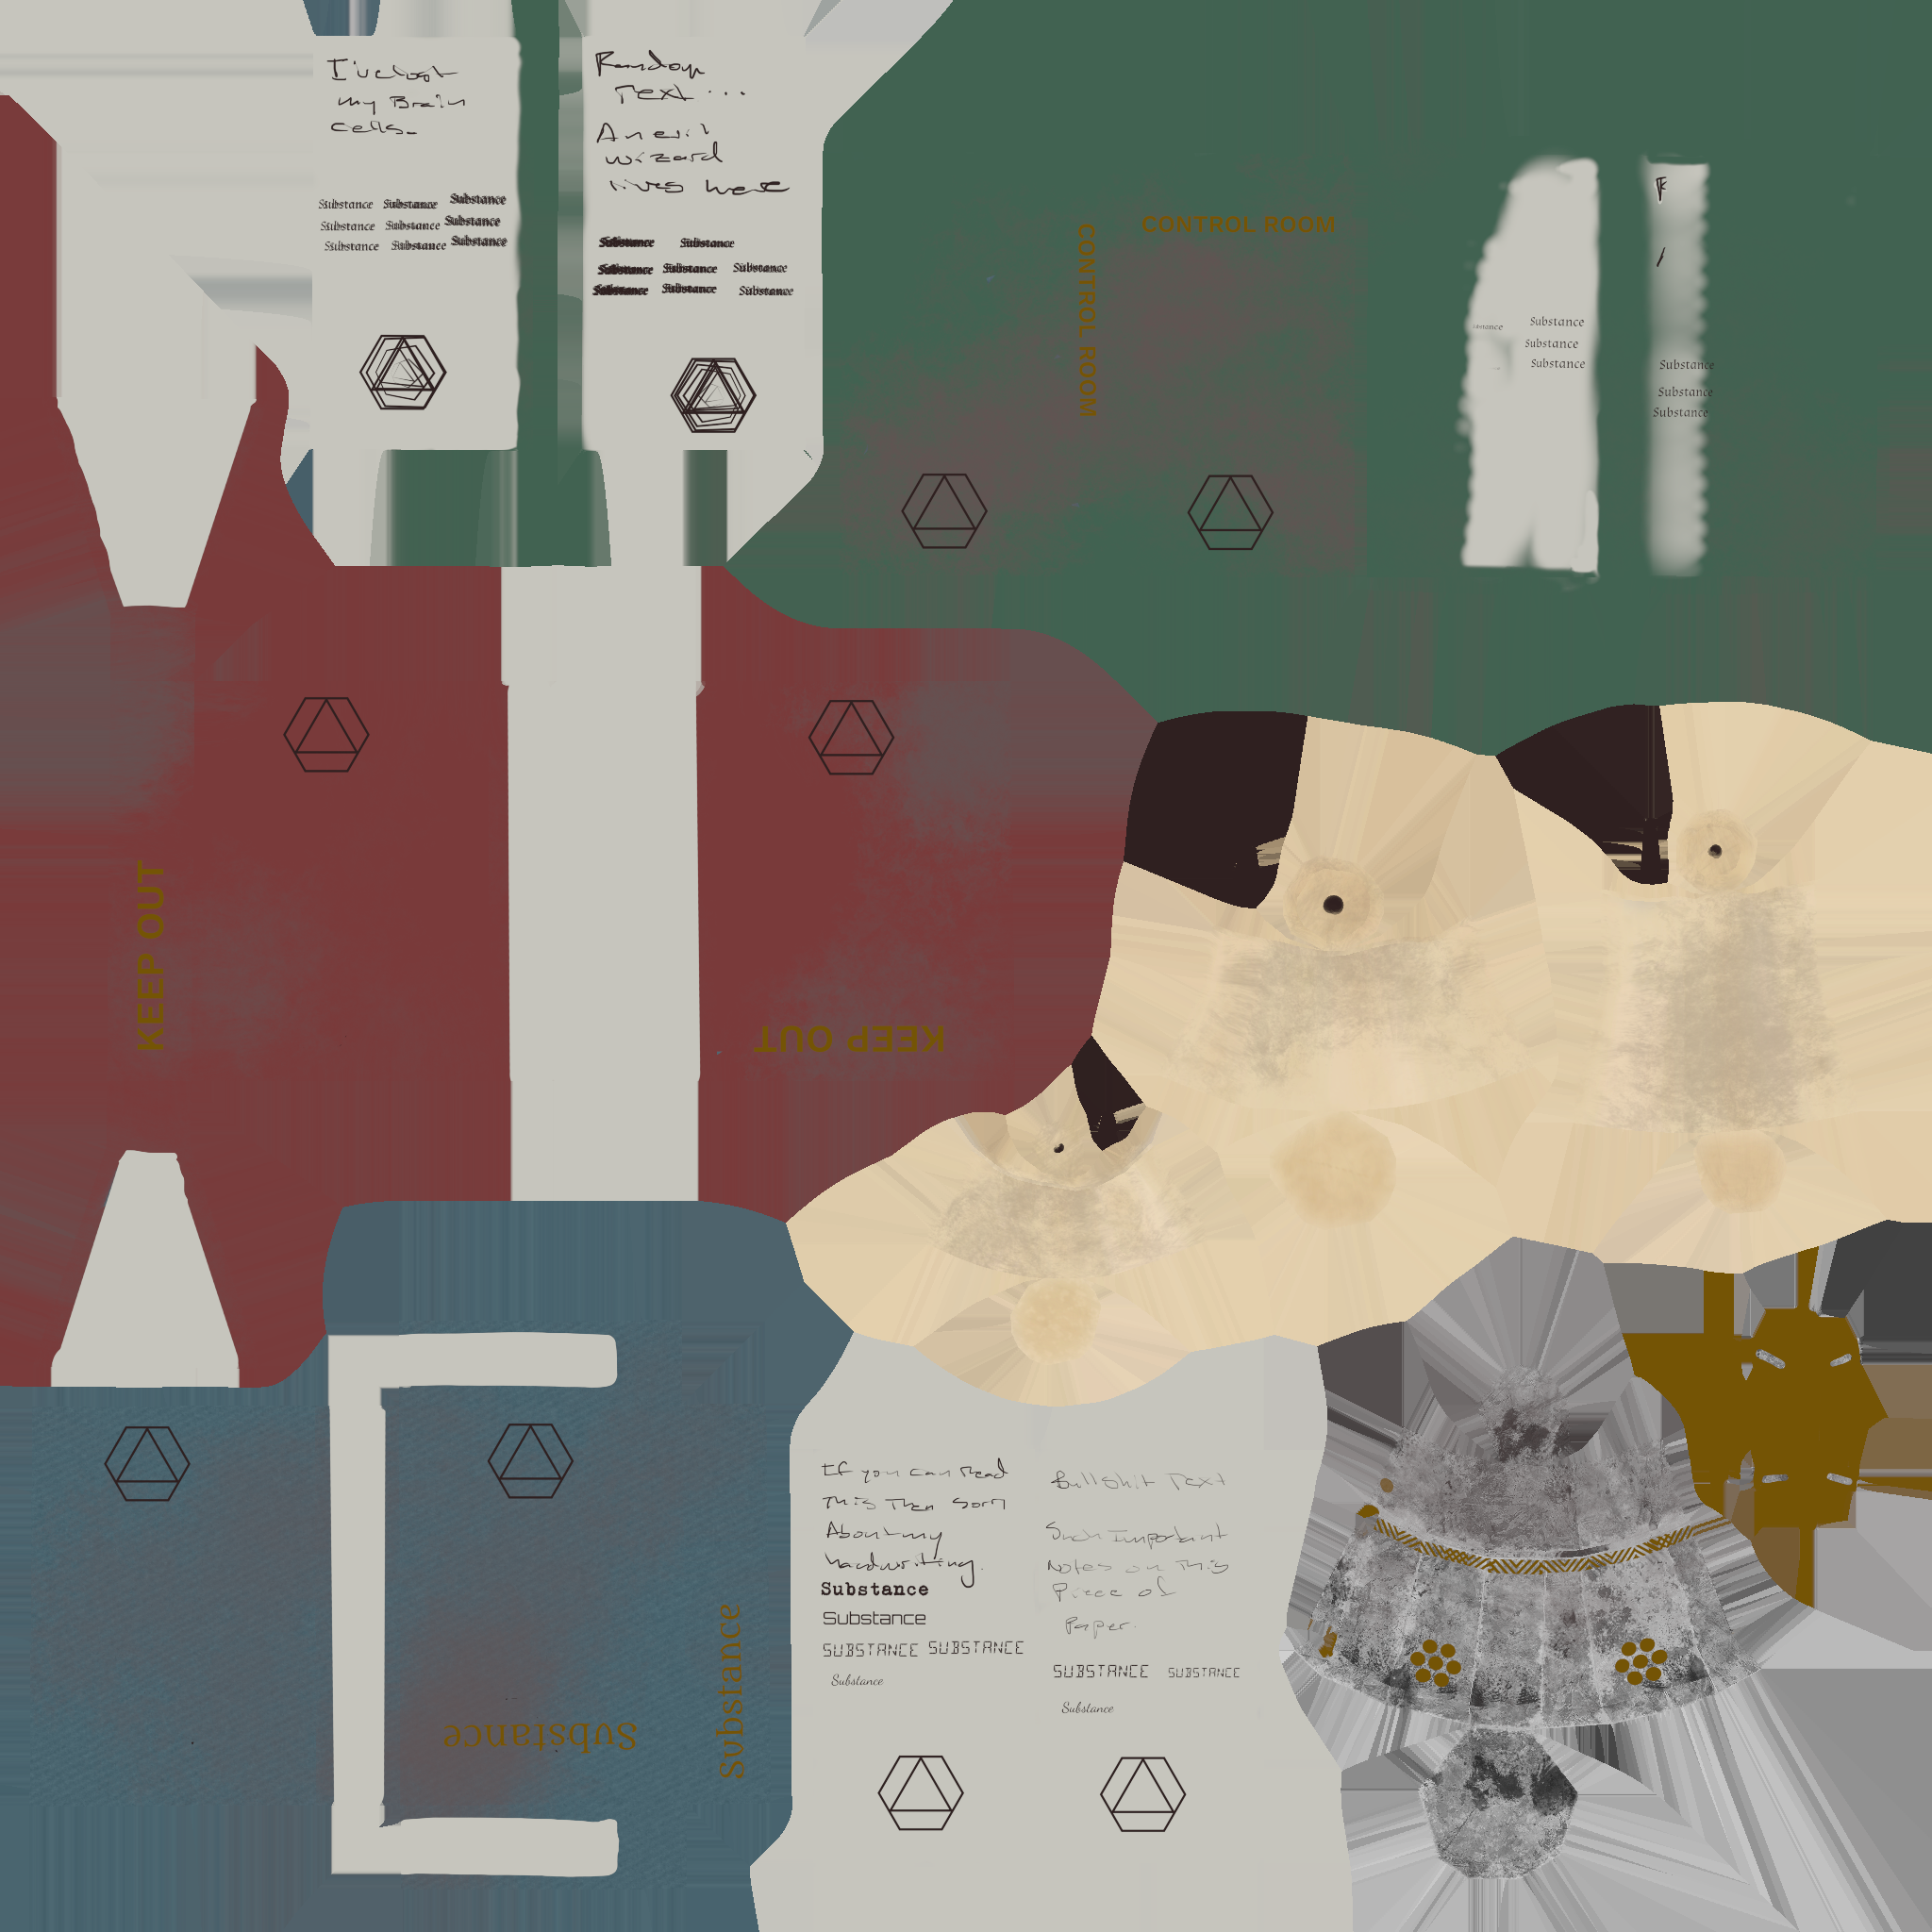 I've lost
my Brain
cells.
Substance Substance Substance
Substance Substance Substance
Substance Substance Substance
Random
Text ...
An evil
wizard
lives here
Substance Substance
Substance Substance Substance
Substance Substance Substance
CONTROL ROOM
CONTROL ROOM
Substance
Substance
Substance
Substance
Substance
Substance
KEEP OUT
KEEP OUT
If you can read
This Then Sorry
About my
handwriting.
Substance
Substance
SUBSTANCE SUBSTANCE
Substance
Bullshit Text
Such Important
Notes on This
Piece of
Paper.
SUBSTANCE SUBSTANCE
Substance
Substance
Substance